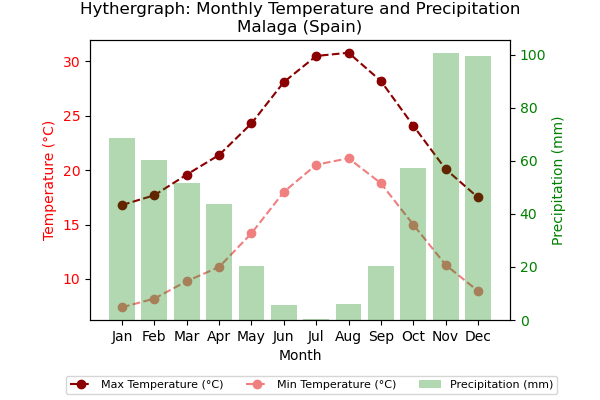 Hythergraph: Monthly Temperature and Precipitation
Malaga (Spain)
30
25
20
15
10
Temperature (°C)
100
80
60
40
20
0
Precipitation (mm)
Jan Feb Mar Apr May Jun Jul Aug Sep Oct Nov Dec
Month
Max Temperature (°C) Min Temperature (°C) Precipitation (mm)